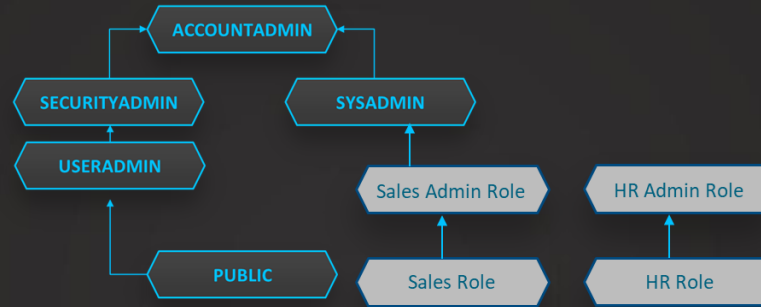 ACCOUNTADMIN
SECURITYADMIN
SYSADMIN
USERADMIN
Sales Admin Role
HR Admin Role
PUBLIC
Sales Role
HR Role